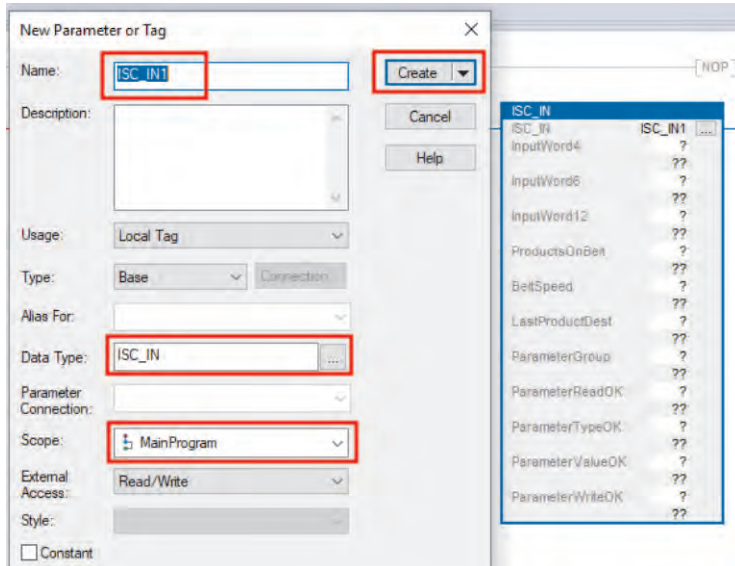 New Parameter or Tag
Name:
ISC_IN1
Create
Description:
Cancel
Help
Usage:
Local Tag
Type:
Base
Connection...
Alias For:
Data Type:
ISC_IN
...
Parameter
Connection:
Scope:
MainProgram
External
Access:
Read/Write
Style:
Constant
NOP
ISC_IN
ISC_IN ISC_IN1 ...
InputWord4 ?
??
InputWord6 ?
??
InputWord12 ?
??
ProductsOnBelt ?
??
BeltSpeed ?
??
LastProductDest ?
??
ParameterGroup ?
??
ParameterReadOK ?
??
ParameterTypeOK ?
??
ParameterValueOK ?
??
ParameterWriteOK ?
??